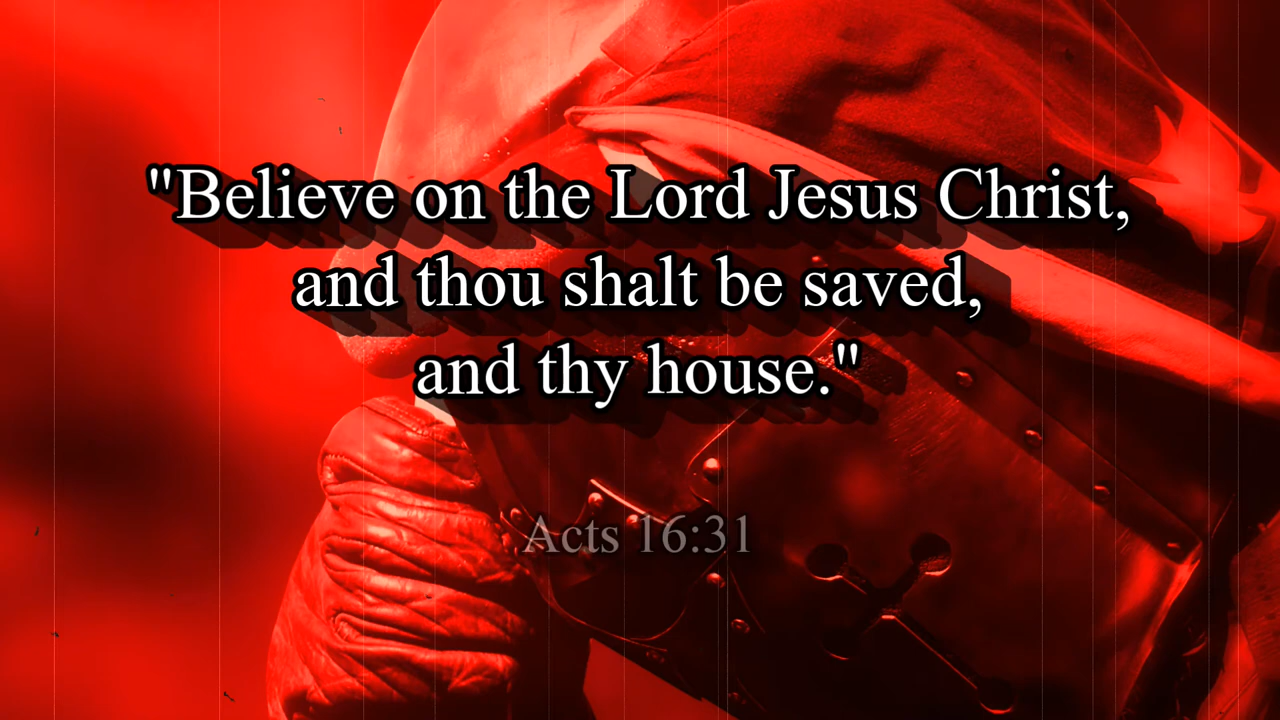 "Believe on the Lord Jesus Christ,
and thou shalt be saved,
and thy house."
Acts 16:31